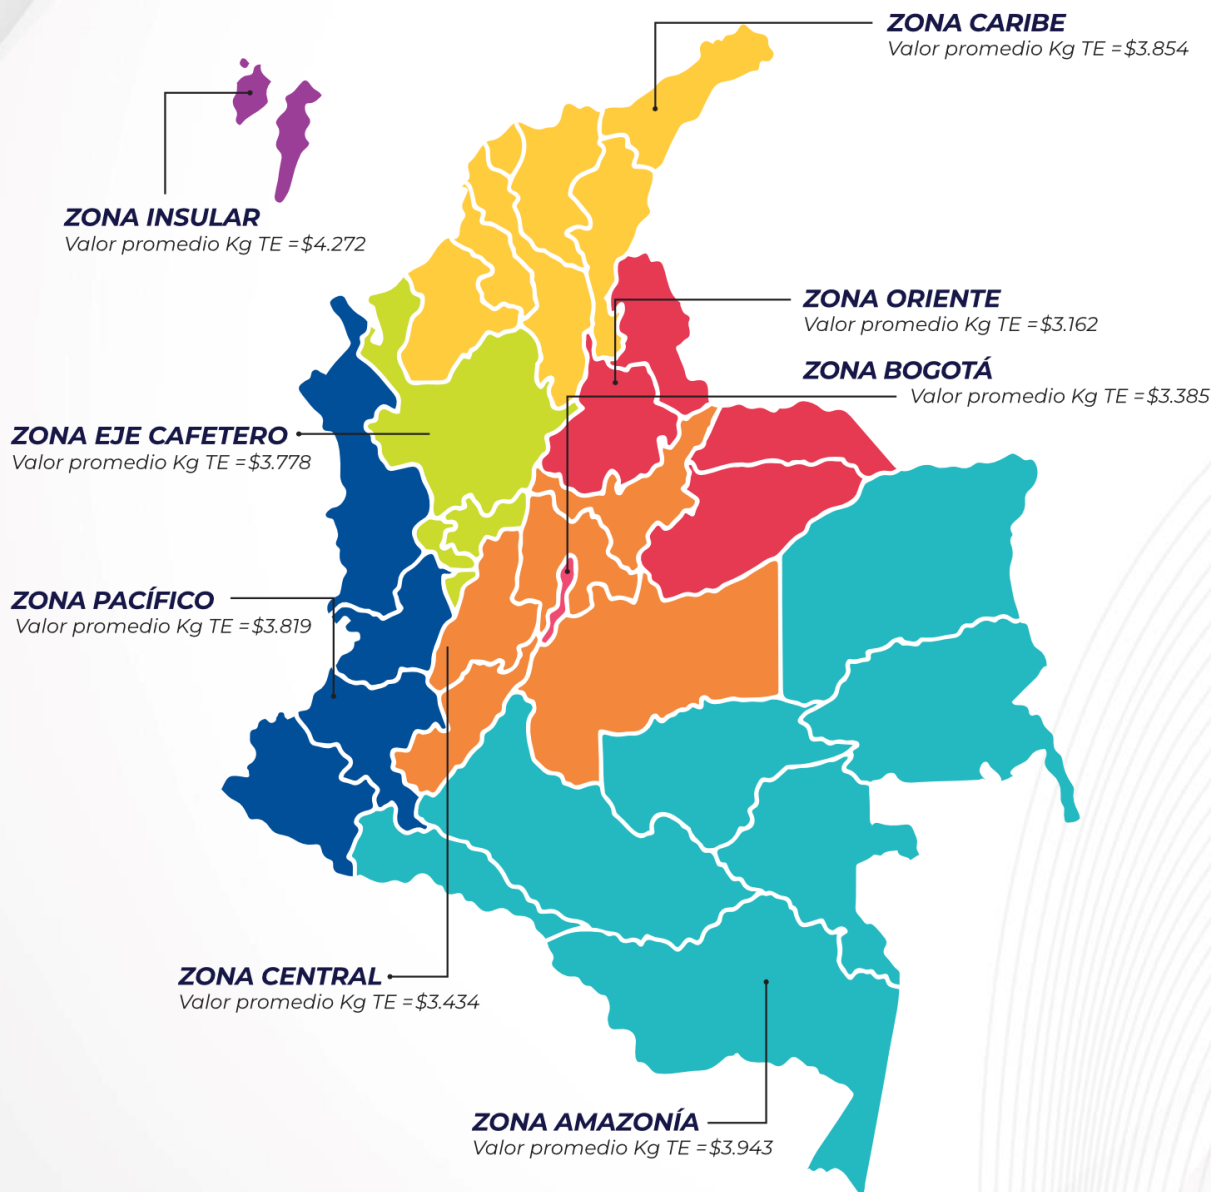 ZONA CARIBE
Valor promedio Kg TE =$3.854
ZONA INSULAR
Valor promedio Kg TE =$4.272
ZONA ORIENTE
Valor promedio Kg TE =$3.162
ZONA BOGOTÁ
Valor promedio Kg TE =$3.385
ZONA EJE CAFETERO
Valor promedio Kg TE =$3.778
ZONA PACÍFICO
Valor promedio Kg TE =$3.819
ZONA CENTRAL
Valor promedio Kg TE =$3.434
ZONA AMAZONÍA
Valor promedio Kg TE =$3.943